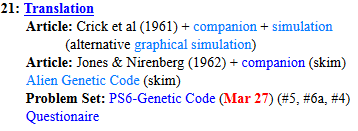 21: Translation
Article: Crick et al (1961) + companion + simulation
(alternative graphical simulation)
Article: Jones & Nirenberg (1962) + companion (skim)
Alien Genetic Code (skim)
Problem Set: PS6-Genetic Code (Mar 27) (#5, #6a, #4)
Questionaire